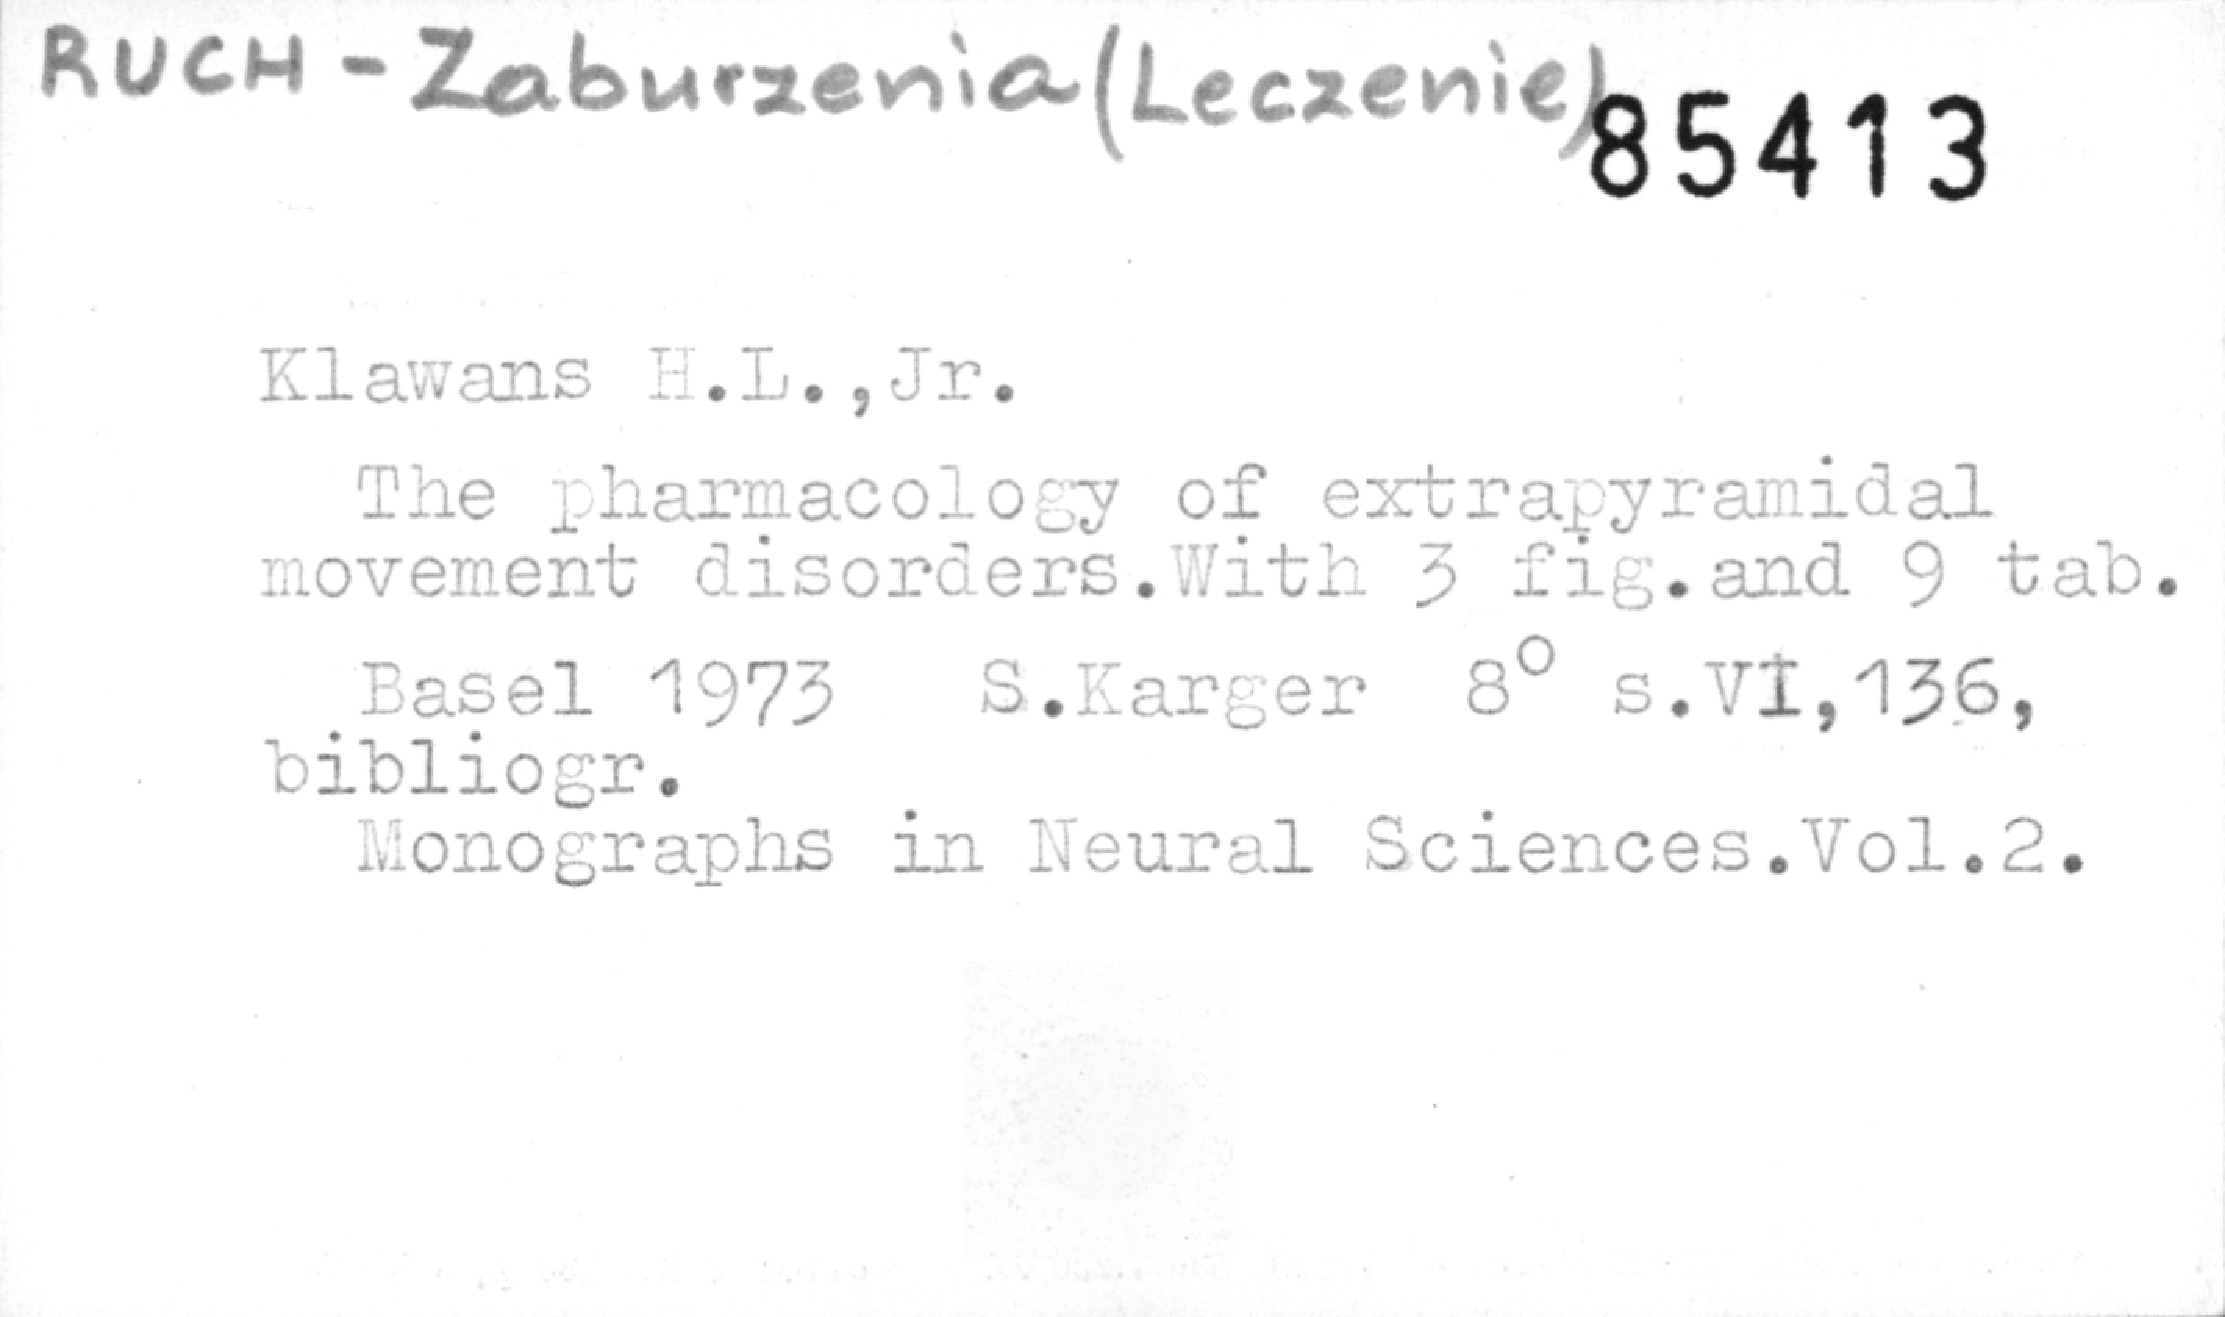 RUCH - Zaburzenia (Leczenie)
85413
Klawans H.L.,Jr.
The pharmacology of extrapyramidal
movement disorders.With 3 fig.and 9 tab.
Basel 1973 S.Karger 8° s.VI,136,
bibliogr.
Monographs in Neural Sciences.Vol.2.